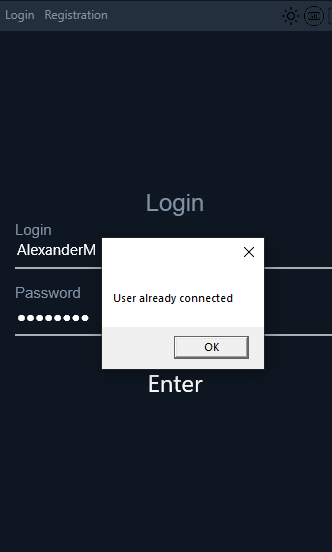 Login Registration
Login
Login
AlexanderM
User already connected
Password
OK
Enter